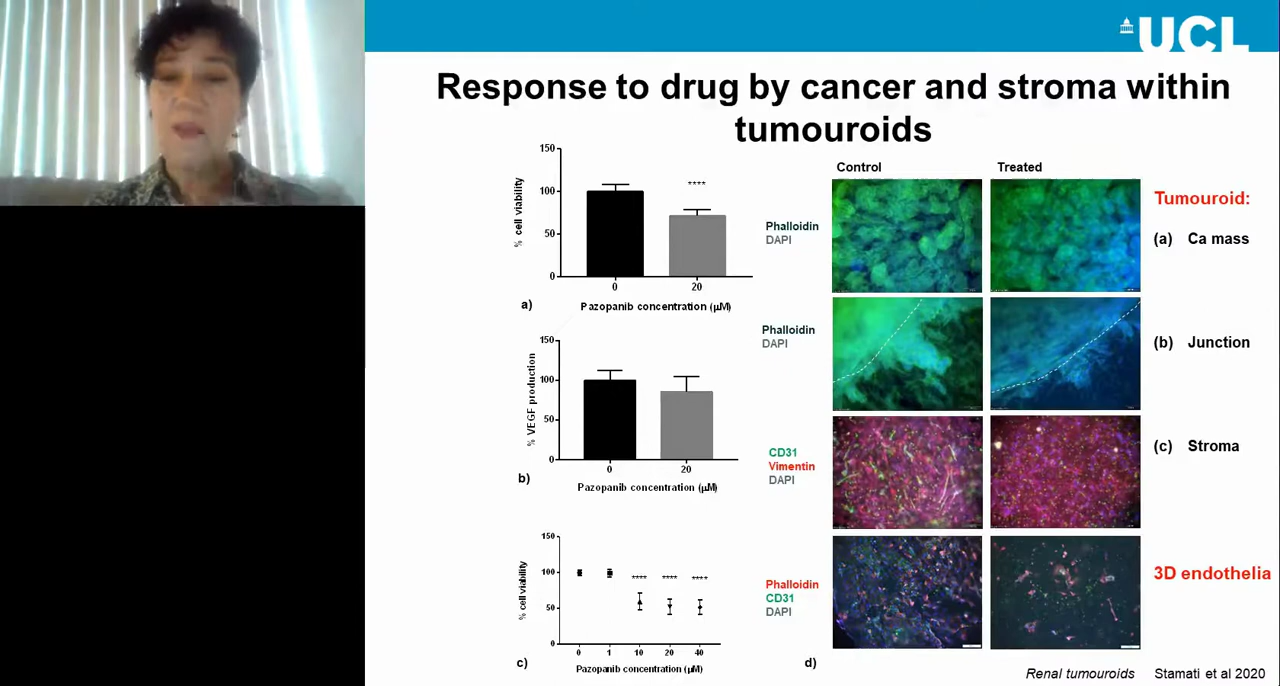 UCL
Response to drug by cancer and stroma within
tumouroids
150
100
50
0
% cell viability
****
0
20
Pazopanib concentration (µM)
a)
150
100
50
0
% VEGF production
0
20
Pazopanib concentration (µM)
b)
150
100
50
0
% cell viability
****
****
****
0
1
10
20
40
Pazopanib concentration (µM)
c)
Control
Treated
Phalloidin
DAPI
Phalloidin
DAPI
CD31
Vimentin
DAPI
Phalloidin
CD31
DAPI
d)
Tumouroid:
(a) Ca mass
(b) Junction
(c) Stroma
3D endothelia
Renal tumouroids Stamati et al 2020